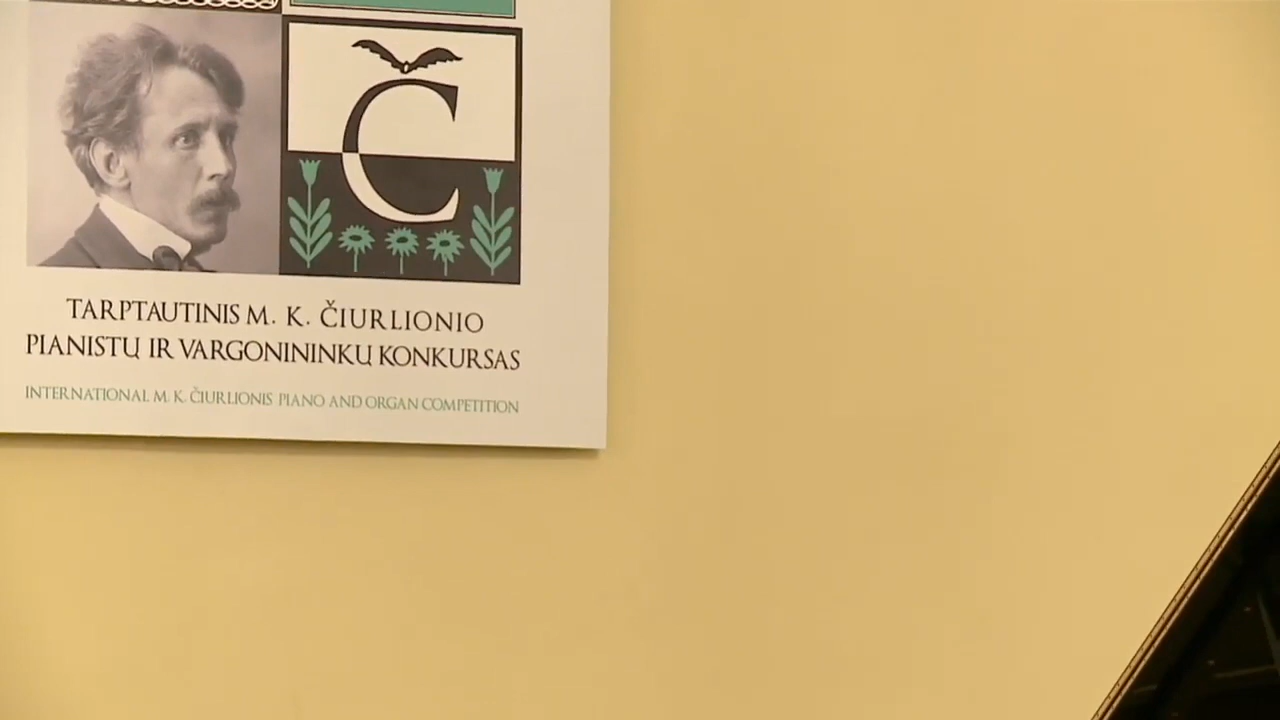 Č
TARPTAUTINIS M. K. ČIURLIONIO
PIANISTŲ IR VARGONININKŲ KONKURSAS
INTERNATIONAL M. K. ČIURLIONIS PIANO AND ORGAN COMPETITION